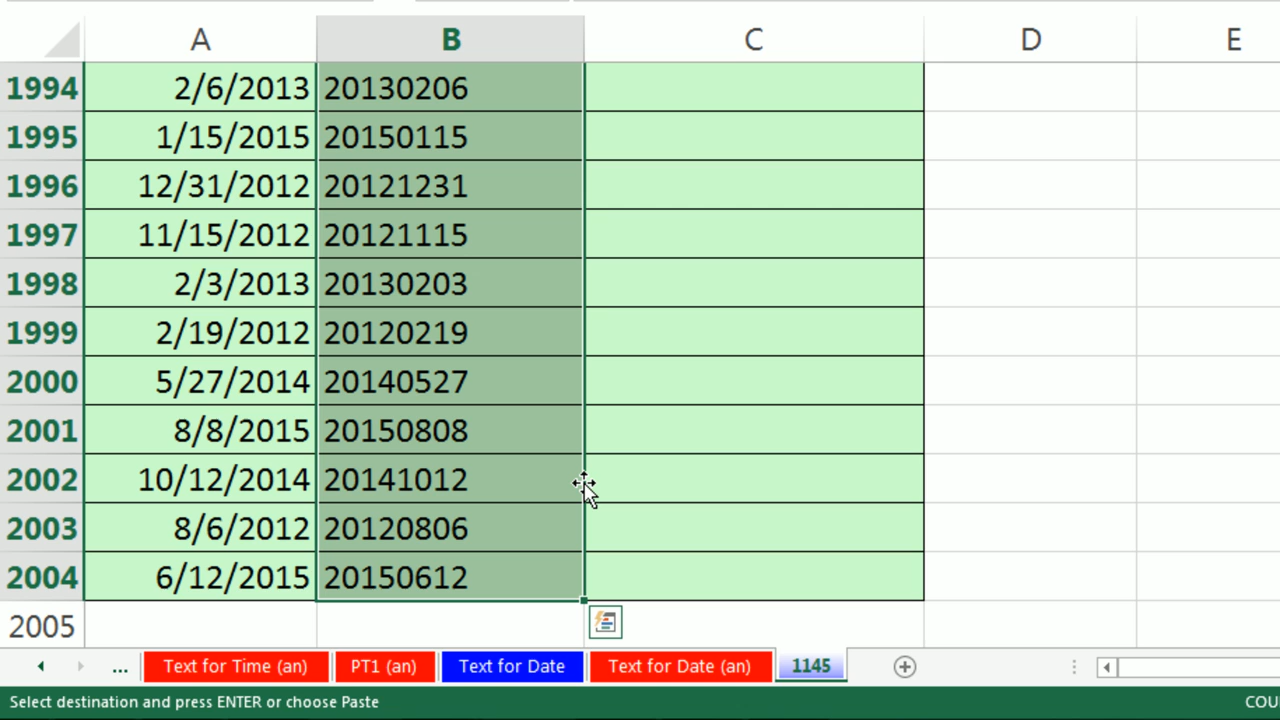 A B C D E
1994 2/6/2013 20130206
1995 1/15/2015 20150115
1996 12/31/2012 20121231
1997 11/15/2012 20121115
1998 2/3/2013 20130203
1999 2/19/2012 20120219
2000 5/27/2014 20140527
2001 8/8/2015 20150808
2002 10/12/2014 20141012
2003 8/6/2012 20120806
2004 6/12/2015 20150612
2005
... Text for Time (an) PT1 (an) Text for Date Text for Date (an) 1145
Select destination and press ENTER or choose Paste COU